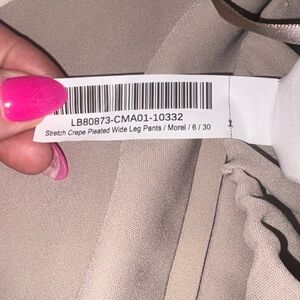 LB80873-CMA01-10332
Stretch Crepe Pleated Wide Leg Pants / Morel / 6 / 30